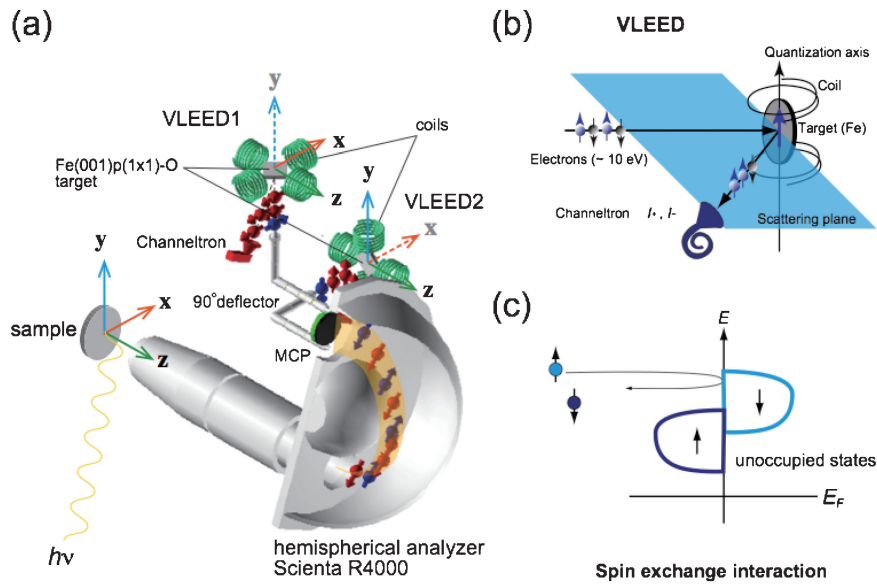 (a)
y
VLEED1
x
coils
Fe(001)p(1x1)-O
target
z
VLEED2
y
x
Channeltron
z
y
90°deflector
x
sample
MCP
z
hν
hemispherical analyzer
Scienta R4000
(b)
VLEED
Quantization axis
Coil
Target (Fe)
Electrons (~ 10 eV)
Channeltron I+ , I-
Scattering plane
(c)
E
unoccupied states
EF
Spin exchange interaction